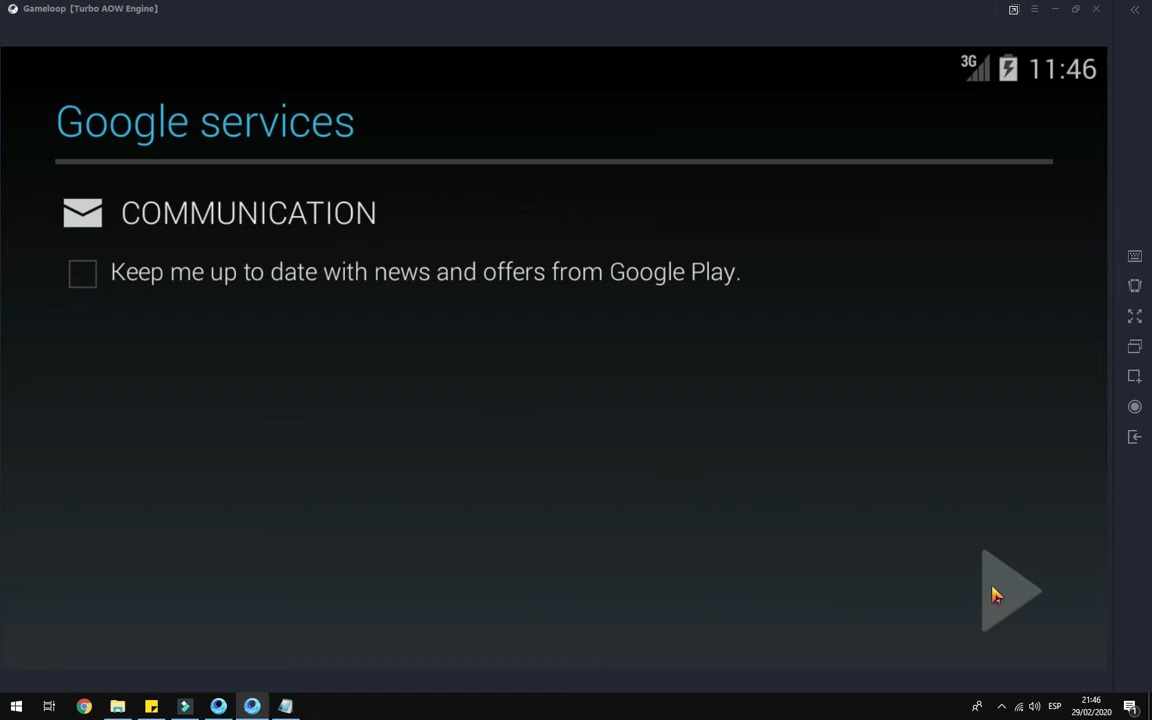 Gameloop [Turbo AOW Engine]
3G 11:46
Google services
COMMUNICATION
Keep me up to date with news and offers from Google Play.
ESP
21:46
29/02/2020
1